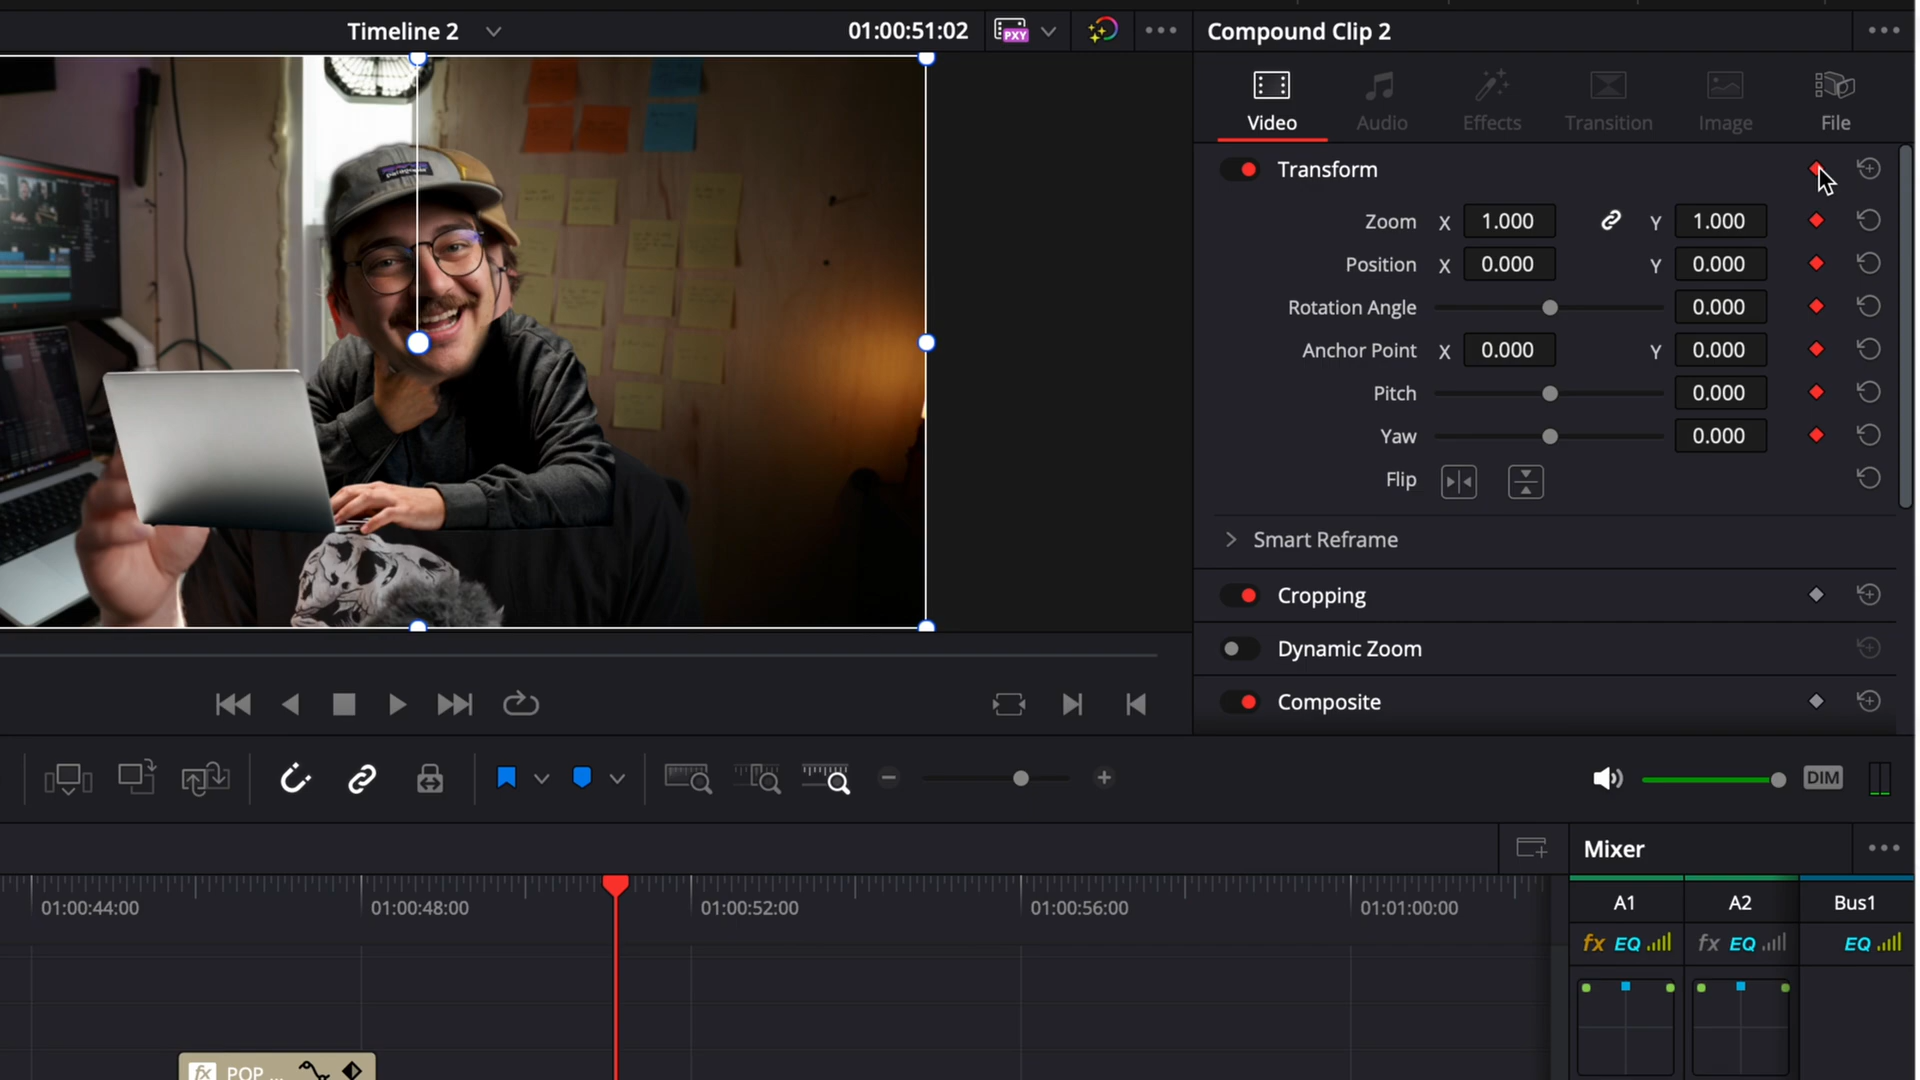 Timeline 2
01:00:51:02
PXY
Compound Clip 2
Video
Audio
Effects
Transition
Image
File
Transform
Zoom X 1.000 Y 1.000
Position X 0.000 Y 0.000
Rotation Angle 0.000
Anchor Point X 0.000 Y 0.000
Pitch 0.000
Yaw 0.000
Flip
Smart Reframe
Cropping
Dynamic Zoom
Composite
DIM
Mixer
01:00:44:00
01:00:48:00
01:00:52:00
01:00:56:00
01:01:00:00
A1
A2
Bus1
fx EQ
fx EQ
EQ
fx POP ...